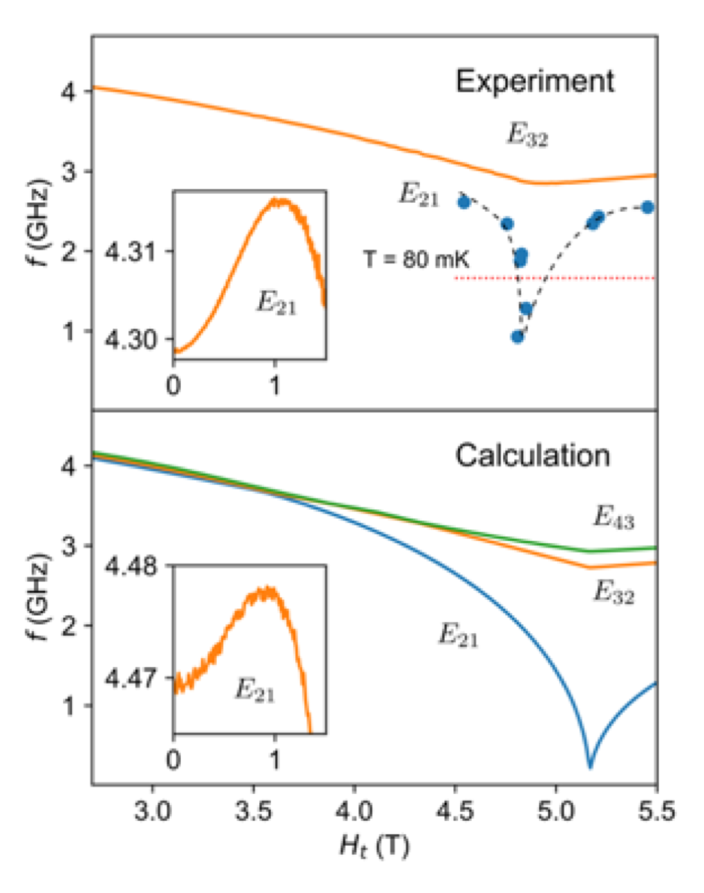 Experiment
4
E32
3
E21
f (GHz)
4.31
2
T = 80 mK
E21
1
4.30
0 1
Calculation
4
E43
3
4.48
E32
f (GHz)
2
E21
4.47
E21
1
0 1
3.0 3.5 4.0 4.5 5.0 5.5
Ht (T)